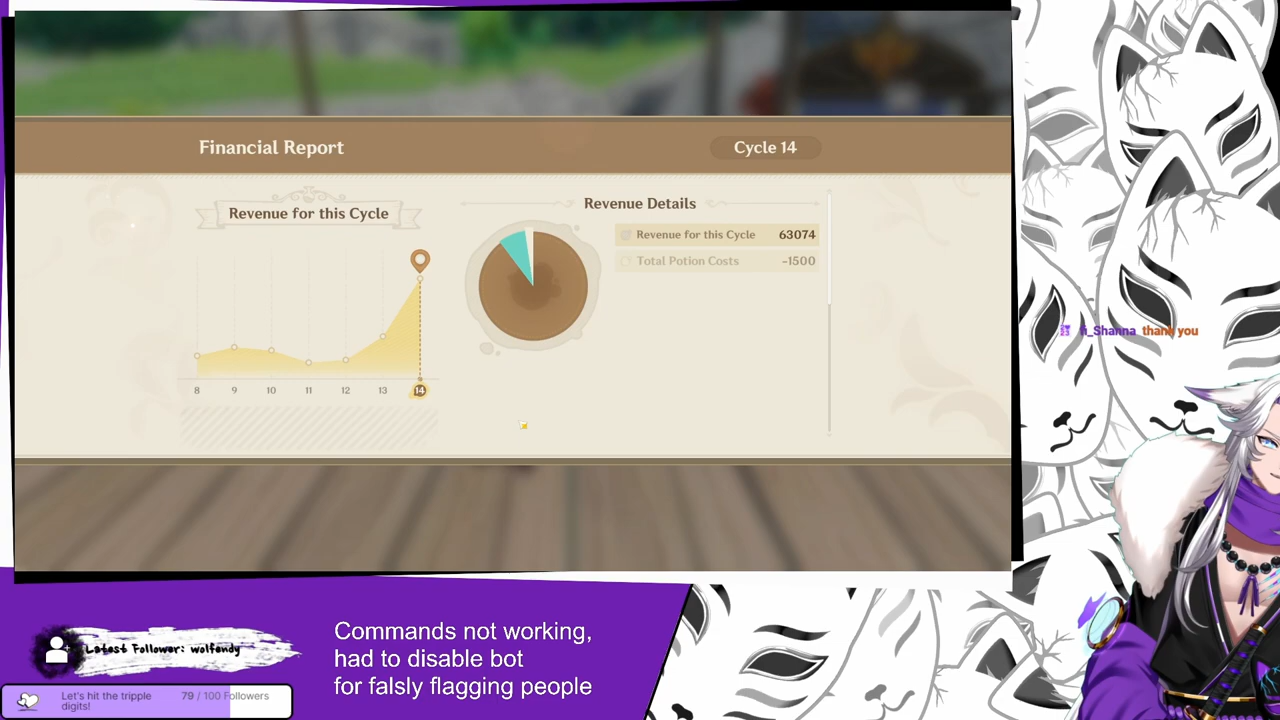 Financial Report
Cycle 14
Revenue for this Cycle
8 9 10 11 12 13 14
Revenue Details
Revenue for this Cycle 63074
Total Potion Costs -1500
fi_Shanna thank you
Commands not working,
had to disable bot
for falsly flagging people
Latest Follower: wolfendy
Let's hit the tripple
digits!
79 / 100 Followers